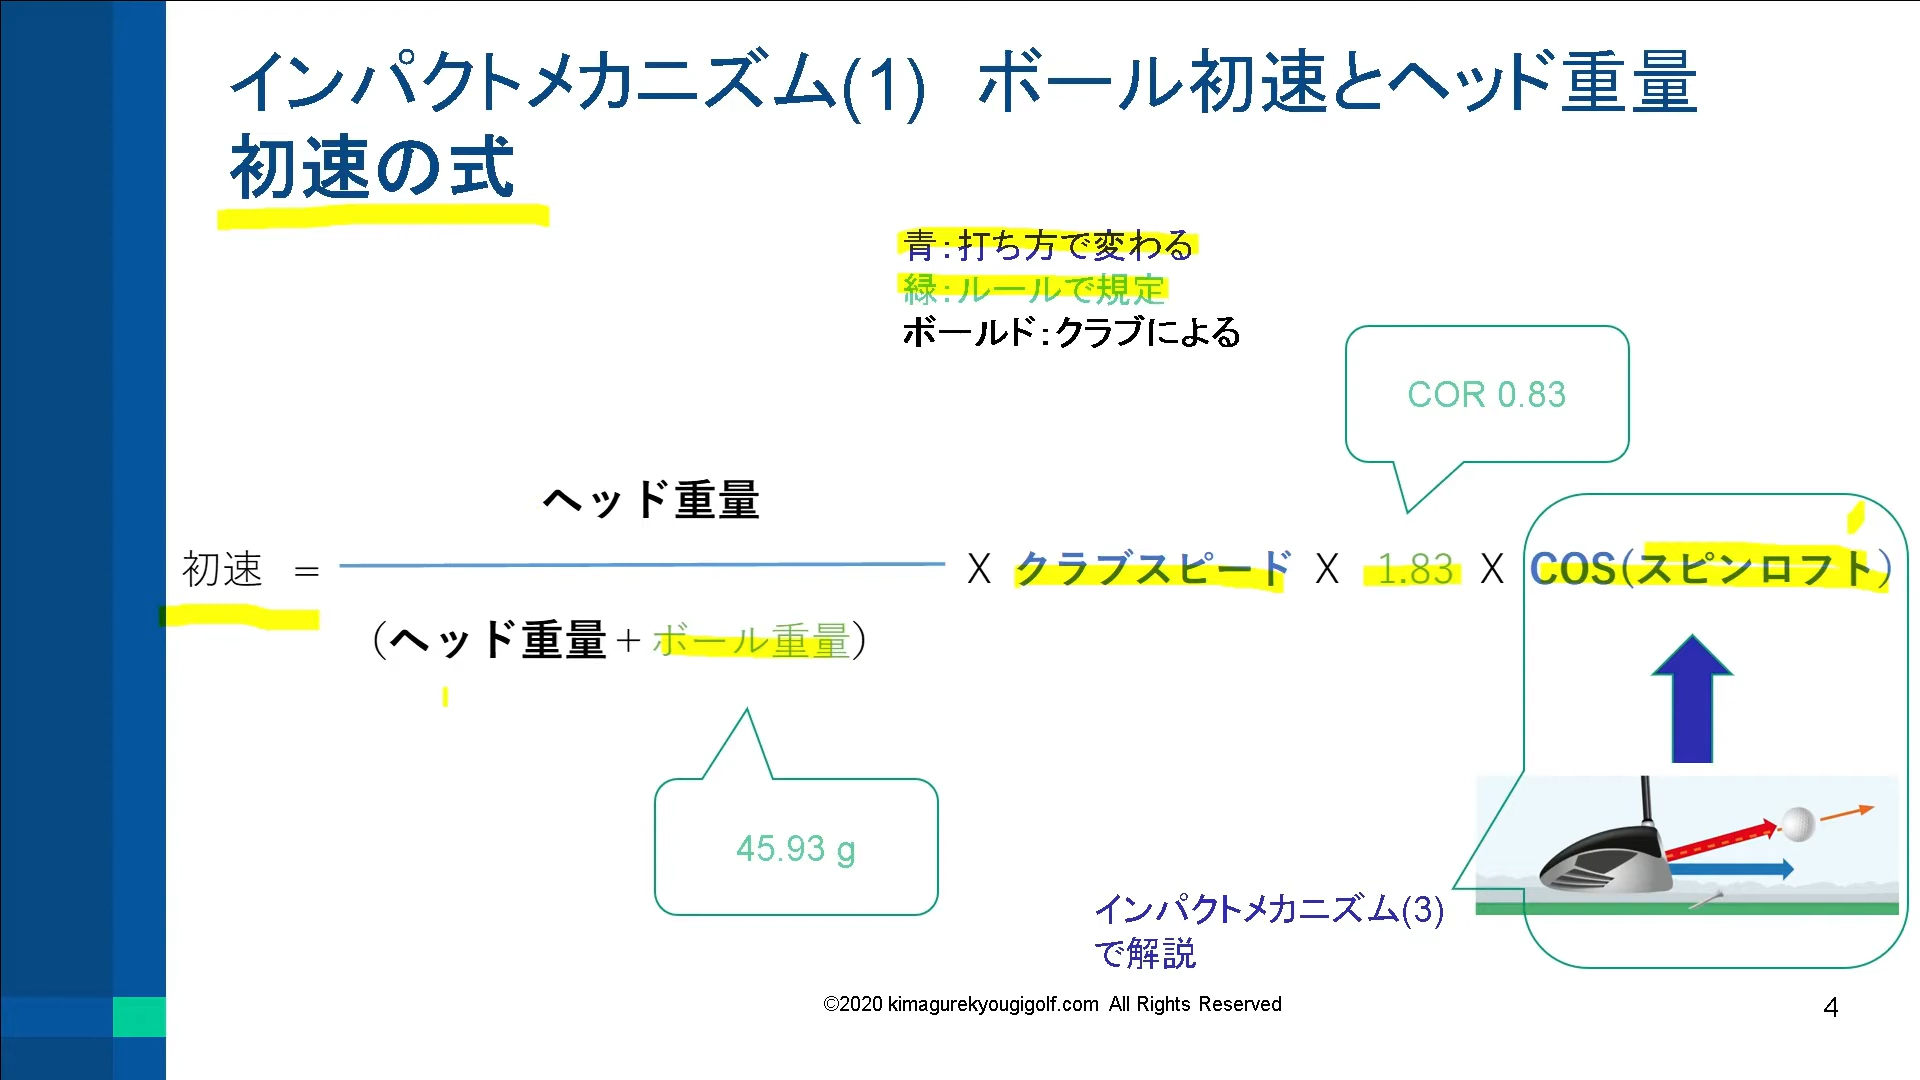 インパクトメカニズム(1)　ボール初速とヘッド重量
初速の式
青：打ち方で変わる
緑：ルールで規定
ボールド：クラブによる
COR 0.83
ヘッド重量
初速 = X クラブスピード X 1.83 X COS(スピンロフト)
(ヘッド重量+ボール重量)
45.93 g
インパクトメカニズム(3)
で解説
©2020 kimagurekyougigolf.com All Rights Reserved
4